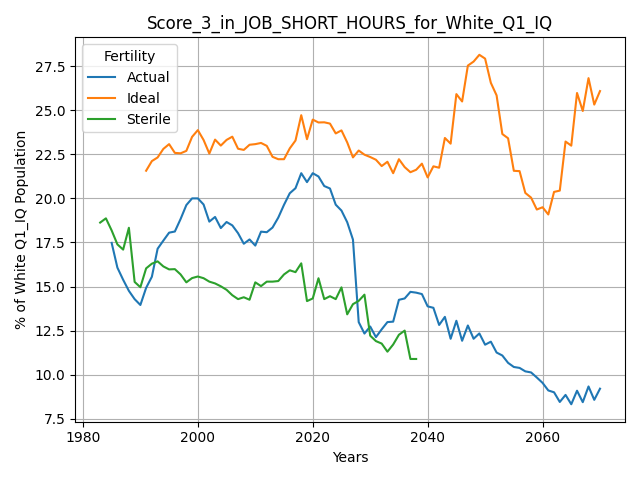 Score_3_in_JOB_SHORT_HOURS_for_White_Q1_IQ
% of White Q1_IQ Population
27.5
25.0
22.5
20.0
17.5
15.0
12.5
10.0
7.5
Fertility
Actual
Ideal
Sterile
1980
2000
2020
2040
2060
Years